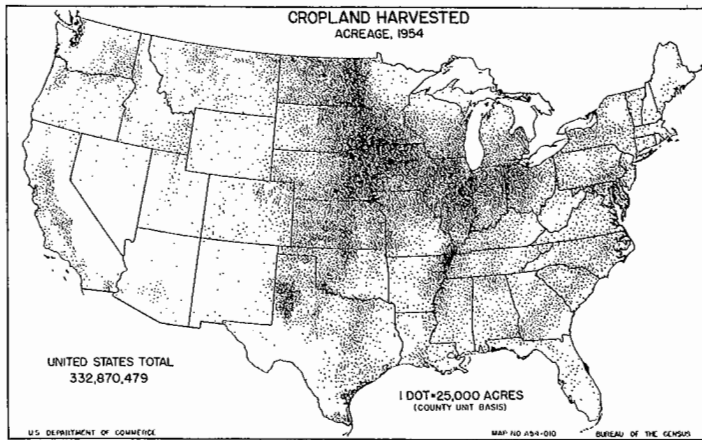 CROPLAND HARVESTED
ACREAGE, 1954
UNITED STATES TOTAL
332,870,479
1 DOT=25,000 ACRES
(COUNTY UNIT BASIS)
U.S. DEPARTMENT OF COMMERCE
MAP NO A54-010
BUREAU OF THE CENSUS